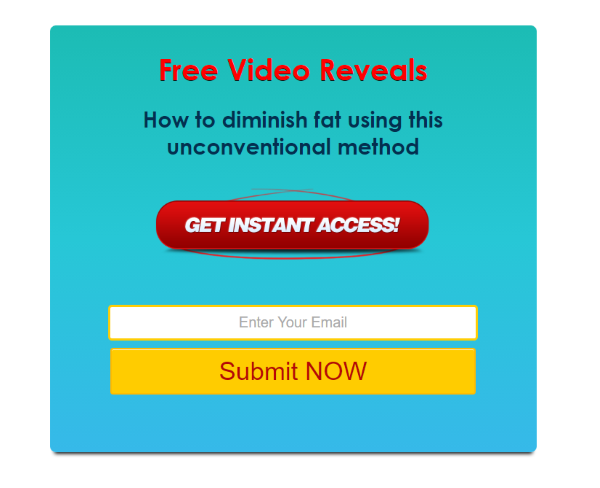 Free Video Reveals
How to diminish fat using this
unconventional method
GET INSTANT ACCESS!
Enter Your Email
Submit NOW